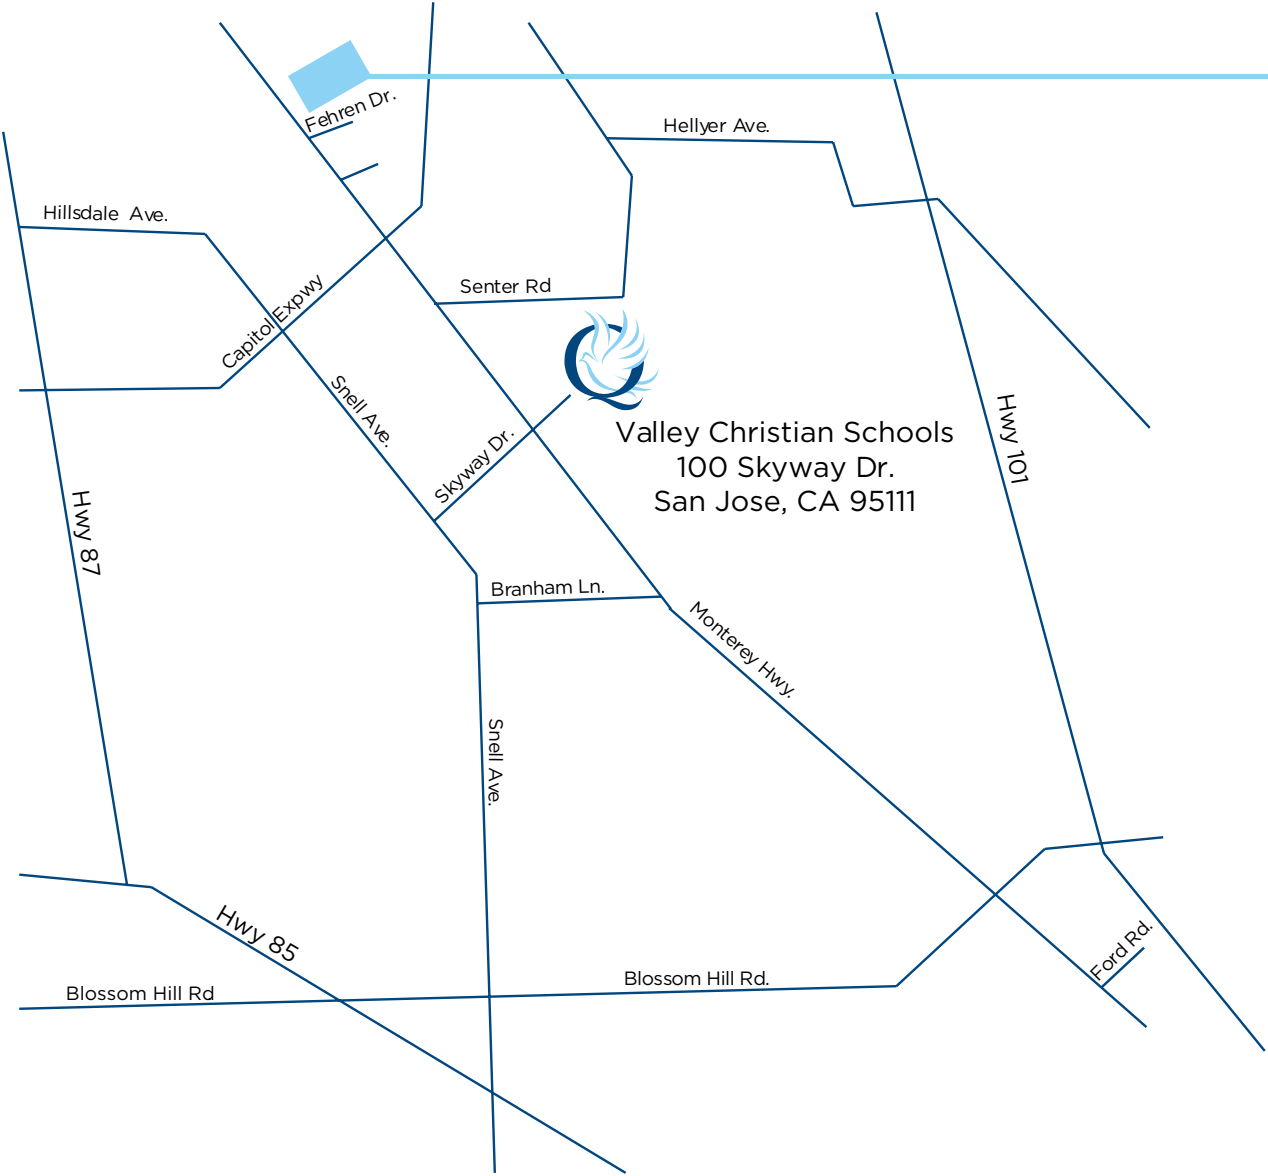 Fehren Dr.
Hellyer Ave.
Hillsdale Ave.
Senter Rd
Capitol Expwy
Snell Ave.
Skyway Dr.
Valley Christian Schools
100 Skyway Dr.
San Jose, CA 95111
Hwy 101
Hwy 87
Branham Ln.
Monterey Hwy.
Snell Ave.
Hwy 85
Ford Rd.
Blossom Hill Rd
Blossom Hill Rd.